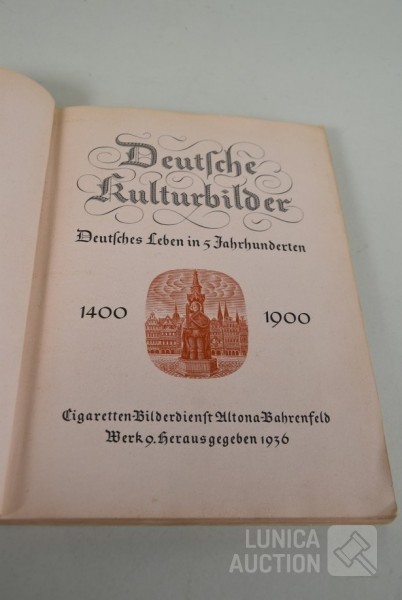 Deutsche
Kulturbilder
Deutsches Leben in 5 Jahrhunderten
1400 1900
Cigaretten-Bilderdienst Altona-Bahrenfeld
Werk 9. Herausgegeben 1936
LUNICA
AUCTION